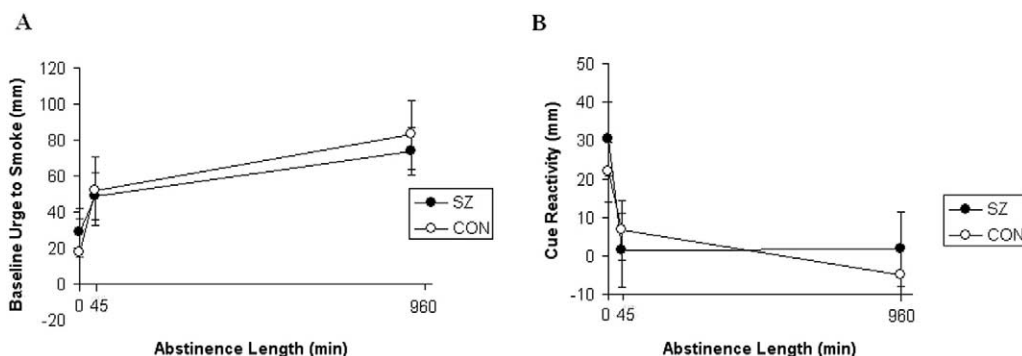 A
Baseline Urge to Smoke (mm)
120
100
80
60
40
20
0
-20
0 45 960
Abstinence Length (min)
SZ
CON
B
Cue Reactivity (mm)
50
40
30
20
10
0
-10
0 45 960
Abstinence Length (min)
SZ
CON